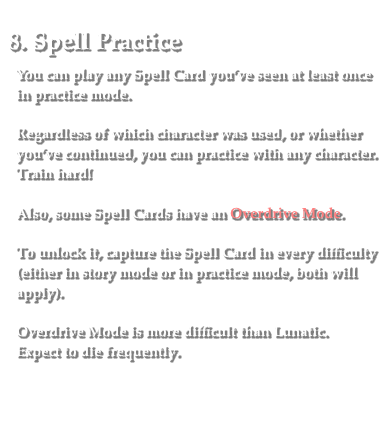 8. Spell Practice
You can play any Spell Card you've seen at least once
in practice mode.
Regardless of which character was used, or whether
you've continued, you can practice with any character.
Train hard!
Also, some Spell Cards have an Overdrive Mode.
To unlock it, capture the Spell Card in every difficulty
(either in story mode or in practice mode, both will
apply).
Overdrive Mode is more difficult than Lunatic.
Expect to die frequently.